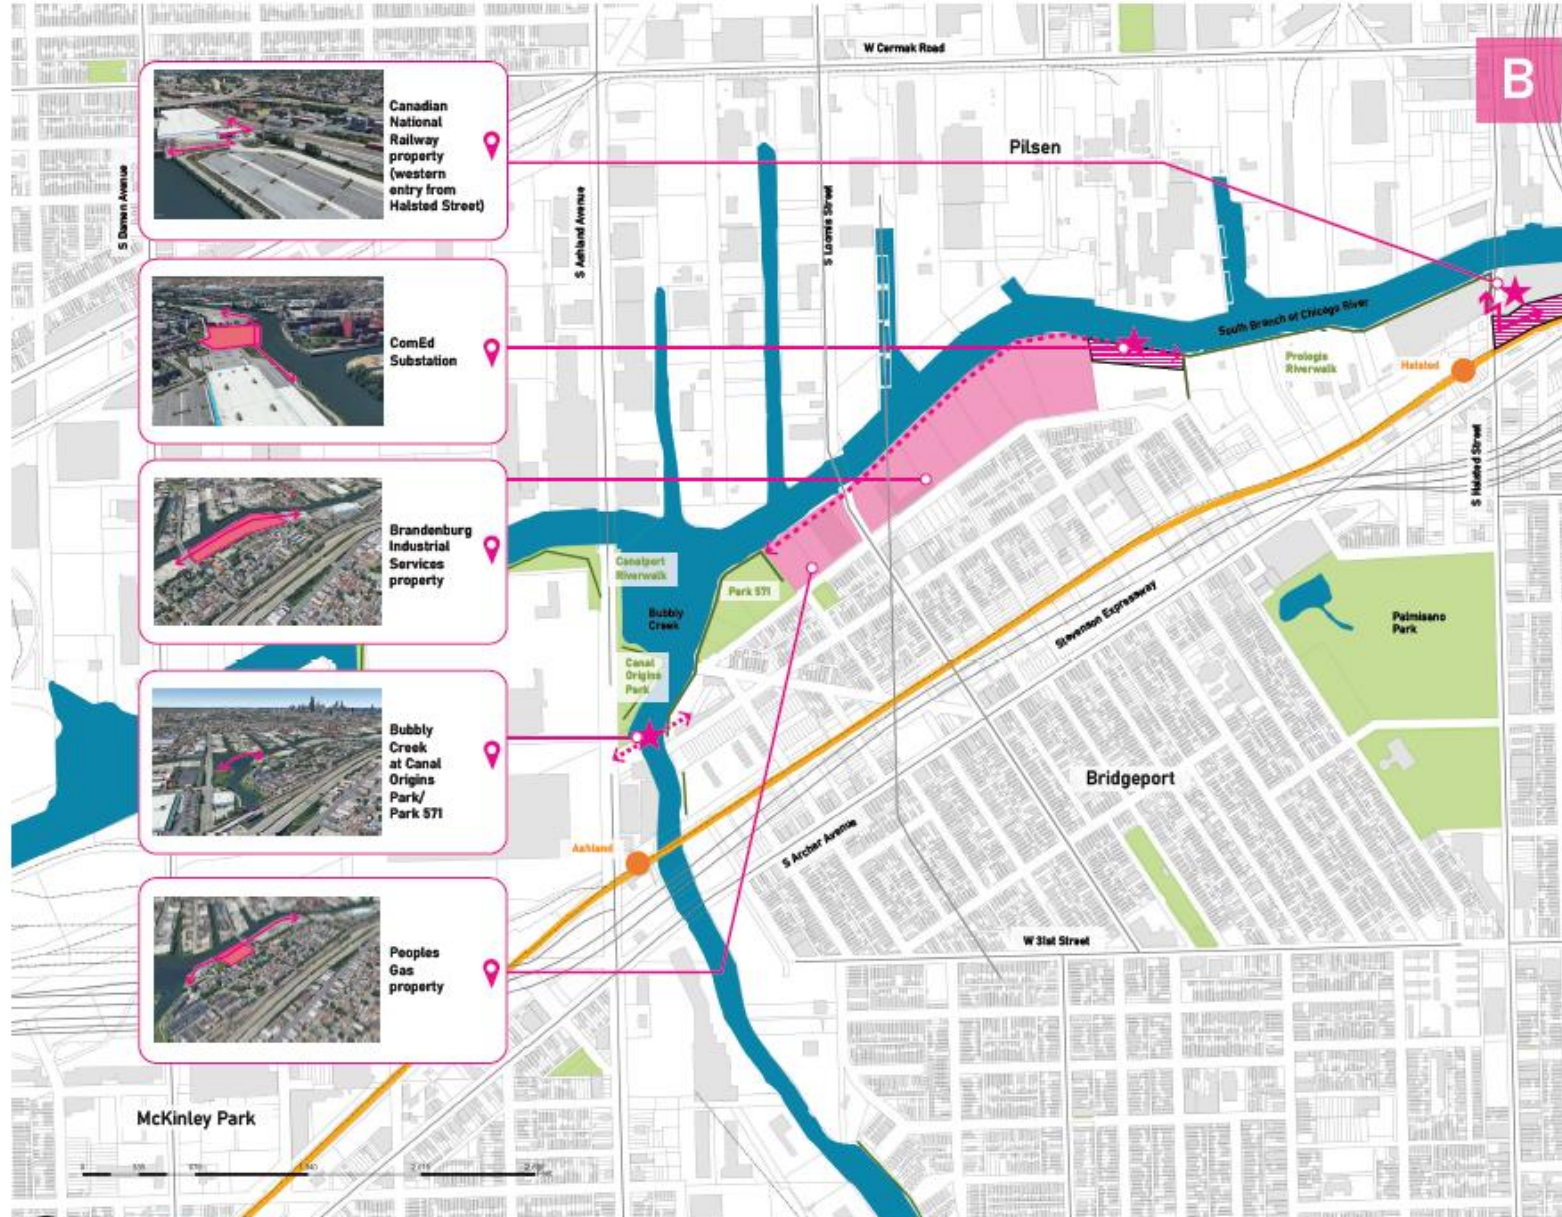 W Cermak Road
B
Canadian
National
Railway
property
(western
entry from
Halsted Street)
Pilsen
S Damen Avenue
S Ashland Avenue
S Loomis Street
ComEd
Substation
South Branch of Chicago River
Prologis
Riverwalk
Halsted
S Halsted Street
Brandenburg
Industrial
Services
property
Canalport
Riverwalk
Park 571
Bubbly
Creek
Stevenson Expressway
Palmisano
Park
Canal
Origins
Park
Bubbly
Creek
at Canal
Origins
Park/
Park 571
Bridgeport
Ashland
S Archer Avenue
W 31st Street
Peoples
Gas
property
McKinley Park
0